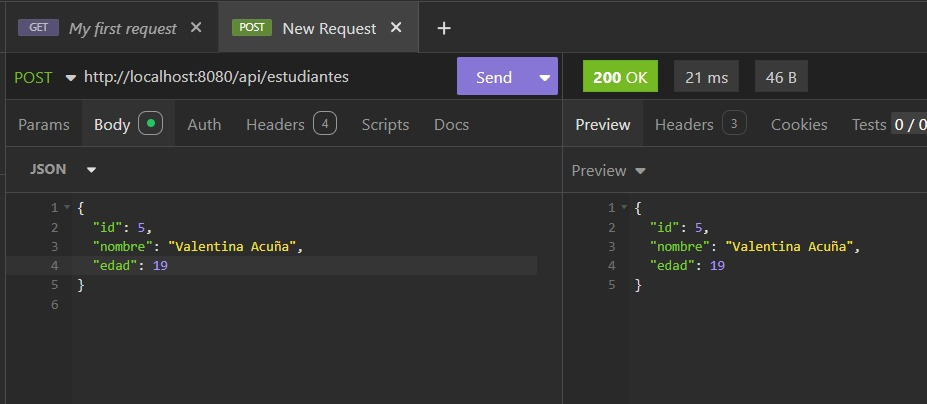 GET My first request × POST New Request × +
POST http://localhost:8080/api/estudiantes Send 200 OK 21 ms 46 B
Params Body Auth Headers 4 Scripts Docs Preview Headers 3 Cookies Tests 0 / 0
JSON Preview
1 {
2 "id": 5,
3 "nombre": "Valentina Acuña",
4 "edad": 19
5 }
6
1 {
2 "id": 5,
3 "nombre": "Valentina Acuña",
4 "edad": 19
5 }